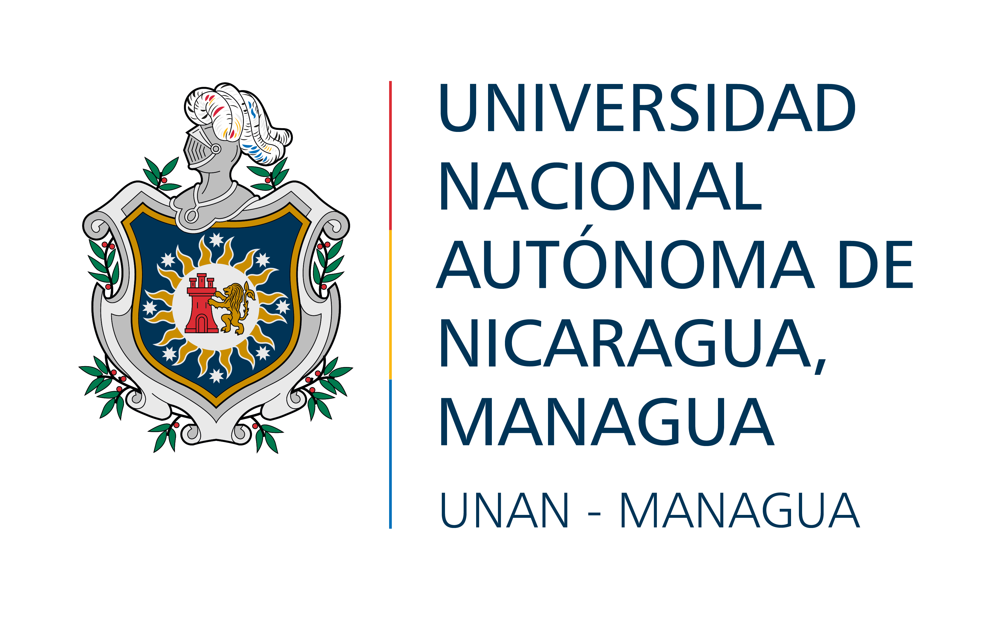 UNIVERSIDAD
NACIONAL
AUTÓNOMA DE
NICARAGUA,
MANAGUA
UNAN - MANAGUA